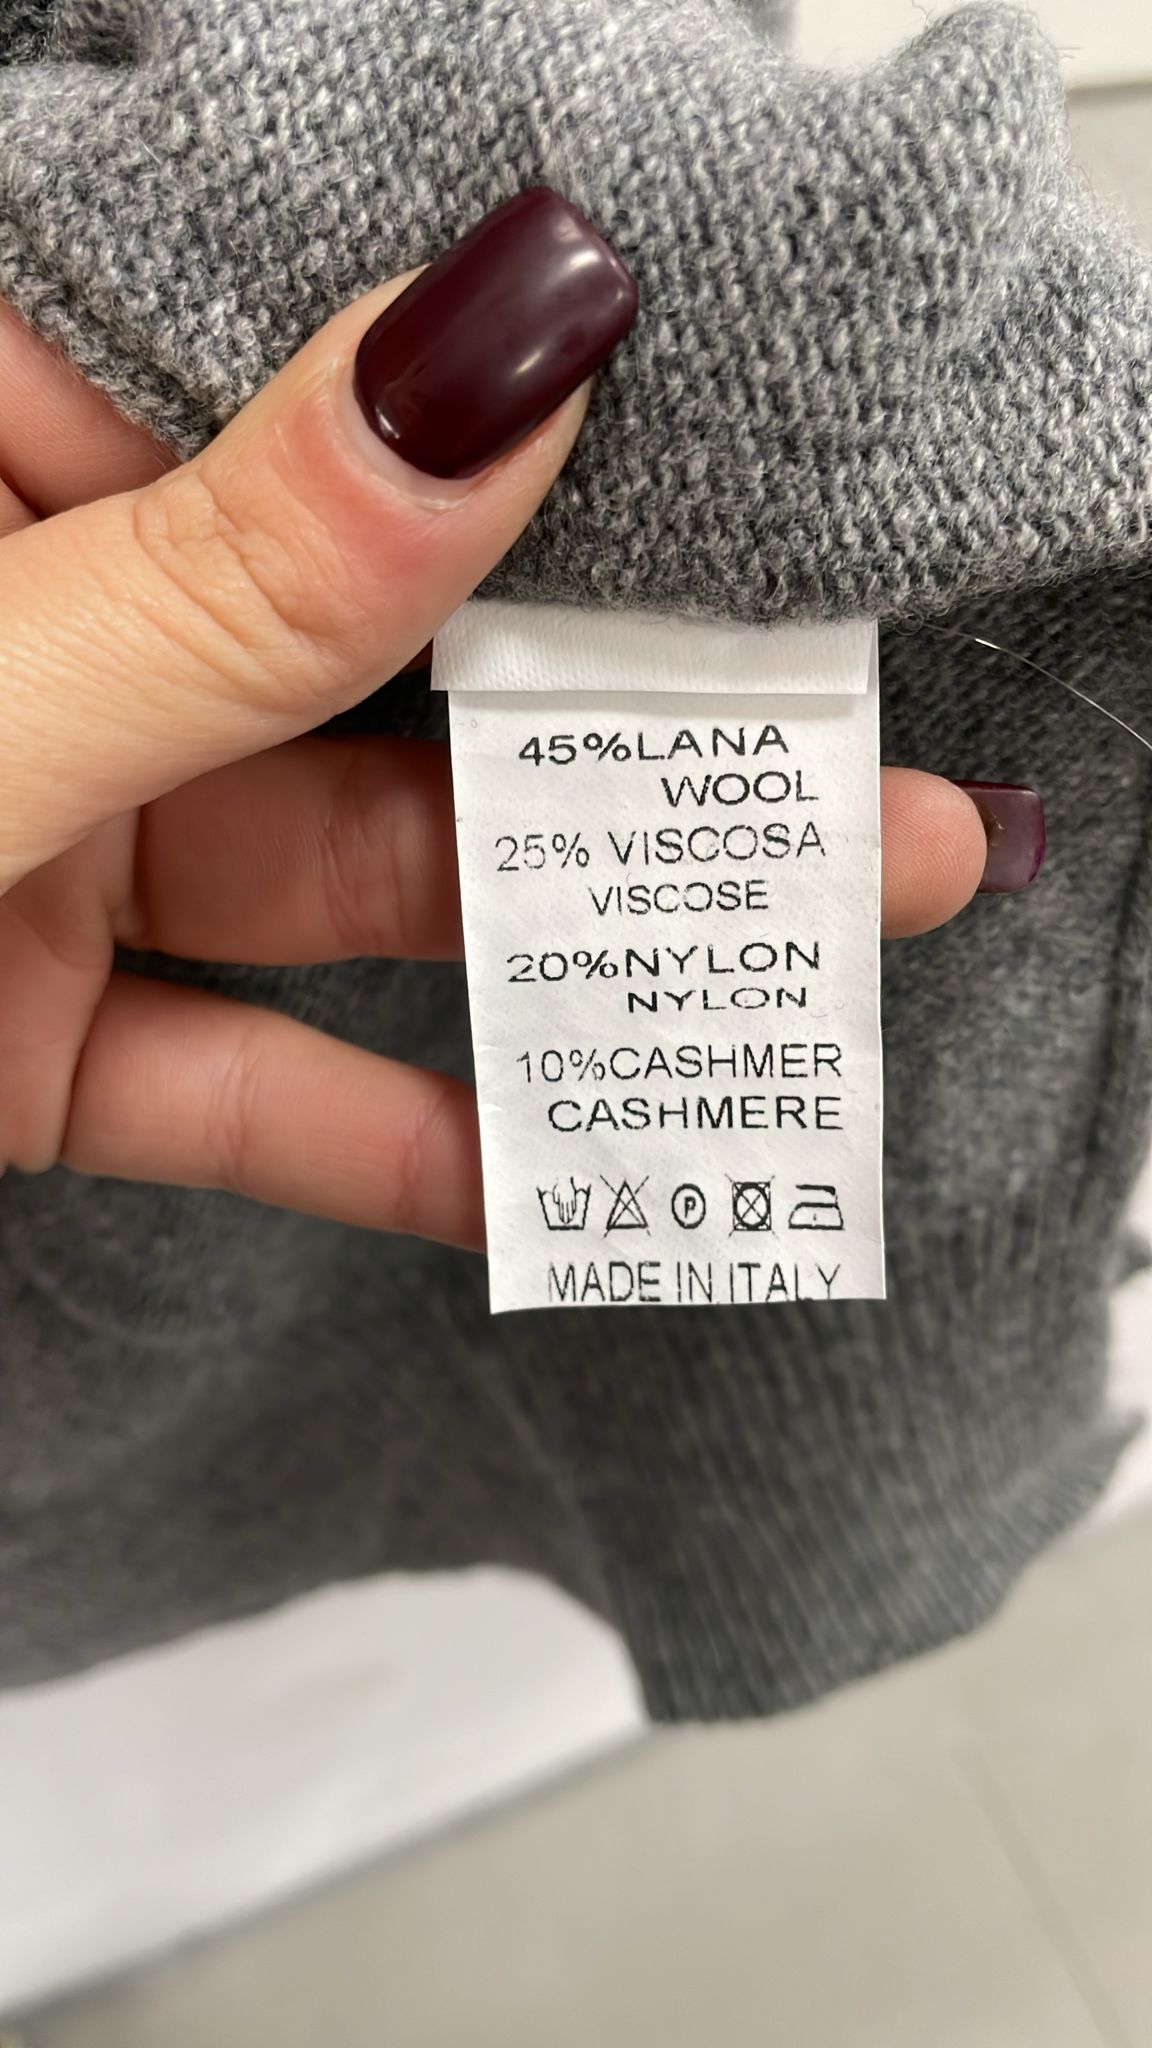 45%LANA
WOOL
25% VISCOSA
VISCOSE
20%NYLON
NYLON
10%CASHMER
CASHMERE
P
MADE IN ITALY